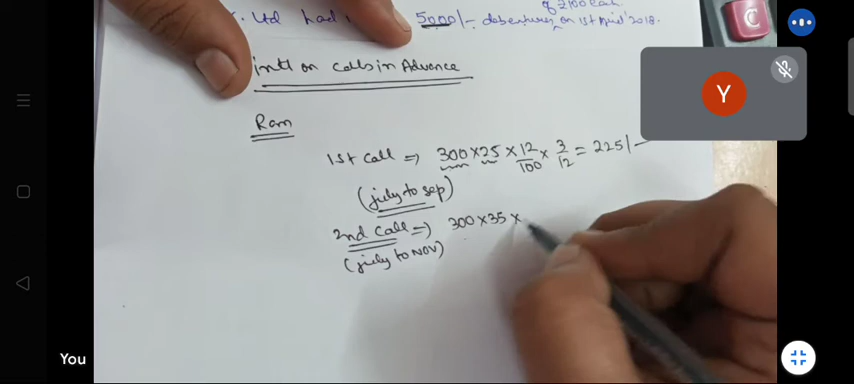 of ₹100 each.
Ltd had 5000/- debentures on 1st April' 2018.
intt on calls in Advance
Ram
1st call ⇒ 300 × 25 × 12/100 × 3/12 = 225/-
(july to sep)
2nd call ⇒ 300 × 35 ×
(july to NOV)
Y
You